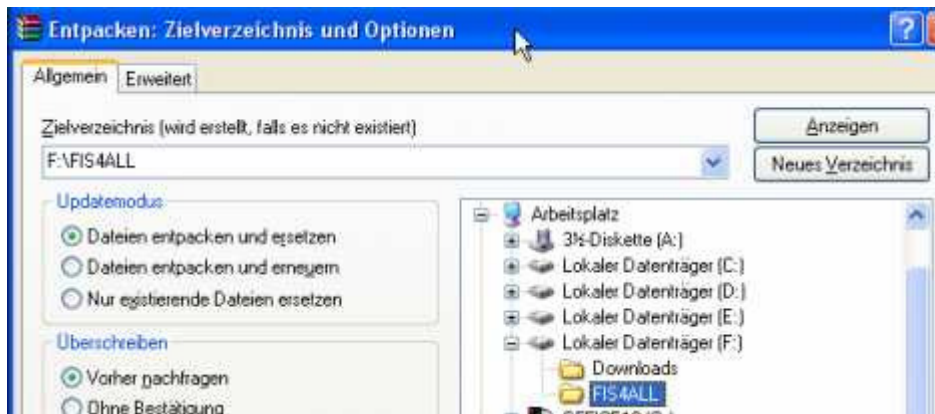 Entpacken: Zielverzeichnis und Optionen
Allgemein Erweitert
Zielverzeichnis (wird erstellt, falls es nicht existiert)
Anzeigen
F:\FIS4ALL
Neues Verzeichnis
Updatemodus
Dateien entpacken und ersetzen
Dateien entpacken und erneuern
Nur existierende Dateien ersetzen
Überschreiben
Vorher nachfragen
Ohne Bestätigung
Arbeitsplatz
3½-Diskette (A:)
Lokaler Datenträger (C:)
Lokaler Datenträger (D:)
Lokaler Datenträger (E:)
Lokaler Datenträger (F:)
Downloads
FIS4ALL